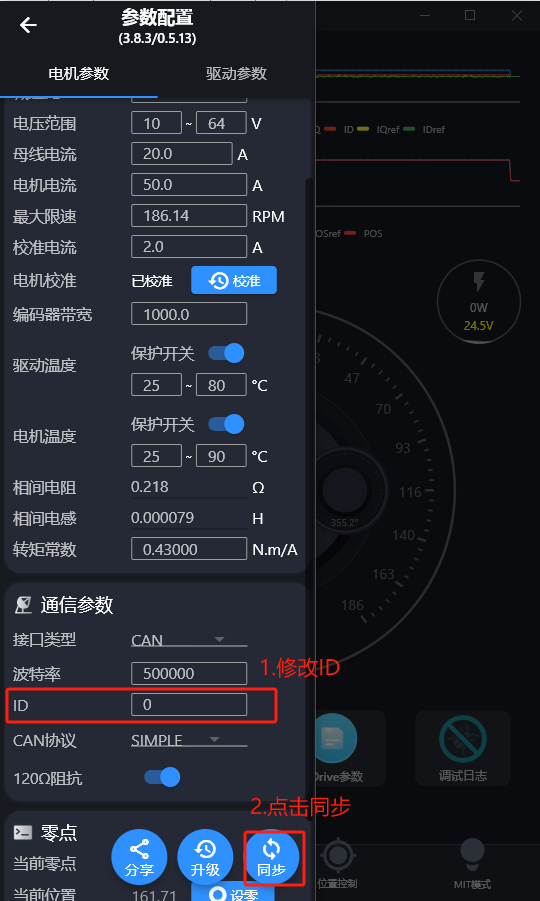 参数配置
(3.8.3/0.5.13)
电机参数 驱动参数
电压范围 10 ~ 64 V
母线电流 20.0 A
电机电流 50.0 A
最大限速 186.14 RPM
校准电流 2.0 A
电机校准 已校准 校准
编码器带宽 1000.0
驱动温度 保护开关
25 ~ 80 °C
电机温度 保护开关
25 ~ 90 °C
相间电阻 0.218 Ω
相间电感 0.000079 H
转矩常数 0.43000 N.m/A
通信参数
接口类型 CAN
波特率 500000
1.修改ID
ID 0
CAN协议 SIMPLE
120Ω阻抗
2.点击同步
零点
当前零点
分享 升级 同步
当前位置 161.71 设零
Q ID IQref IDref
OSref POS
0W
24.5V
47
70
93
116
140
163
186
355.2°
Drive参数 调试日志
位置控制 MIT模式